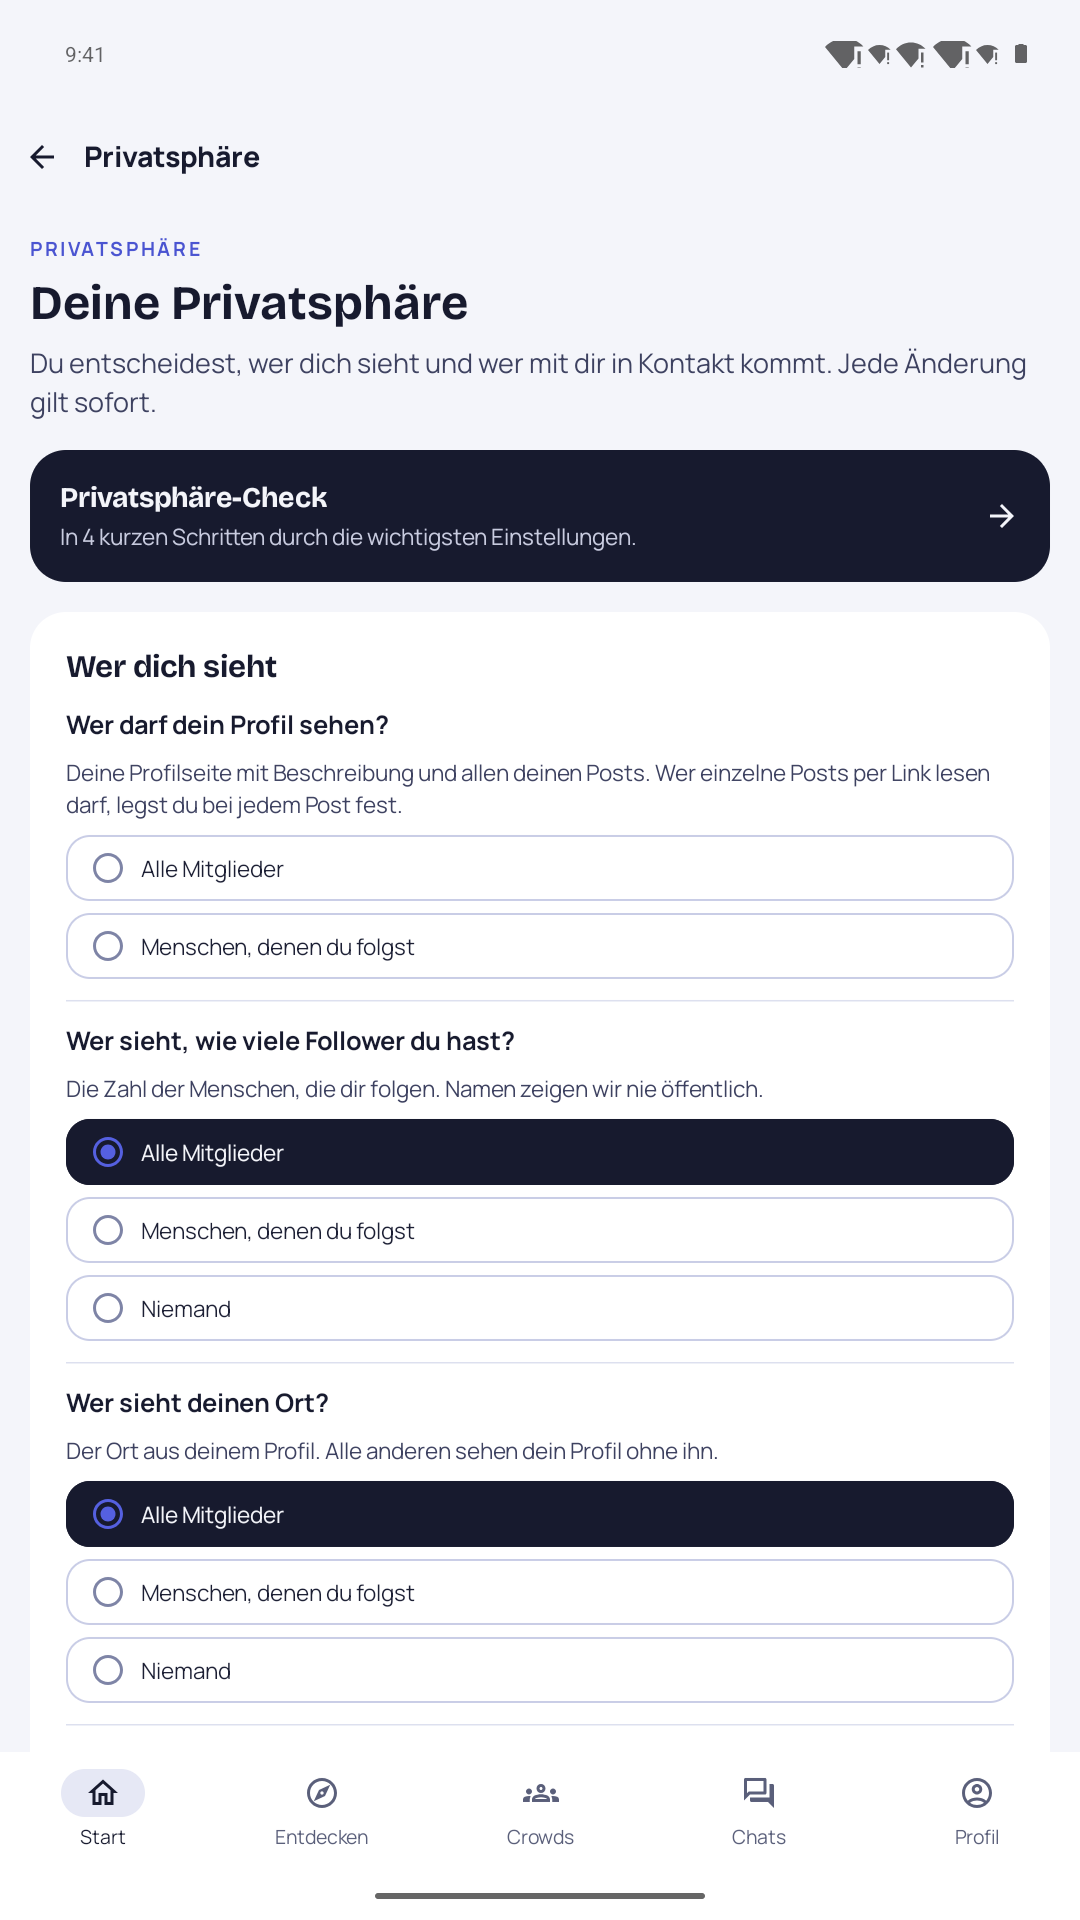 9:41
Privatsphäre
PRIVATSPHÄRE
Deine Privatsphäre
Du entscheidest, wer dich sieht und wer mit dir in Kontakt kommt. Jede Änderung
gilt sofort.
Privatsphäre-Check
In 4 kurzen Schritten durch die wichtigsten Einstellungen.
Wer dich sieht
Wer darf dein Profil sehen?
Deine Profilseite mit Beschreibung und allen deinen Posts. Wer einzelne Posts per Link lesen
darf, legst du bei jedem Post fest.
Alle Mitglieder
Menschen, denen du folgst
Wer sieht, wie viele Follower du hast?
Die Zahl der Menschen, die dir folgen. Namen zeigen wir nie öffentlich.
Alle Mitglieder
Menschen, denen du folgst
Niemand
Wer sieht deinen Ort?
Der Ort aus deinem Profil. Alle anderen sehen dein Profil ohne ihn.
Alle Mitglieder
Menschen, denen du folgst
Niemand
Start
Entdecken
Crowds
Chats
Profil